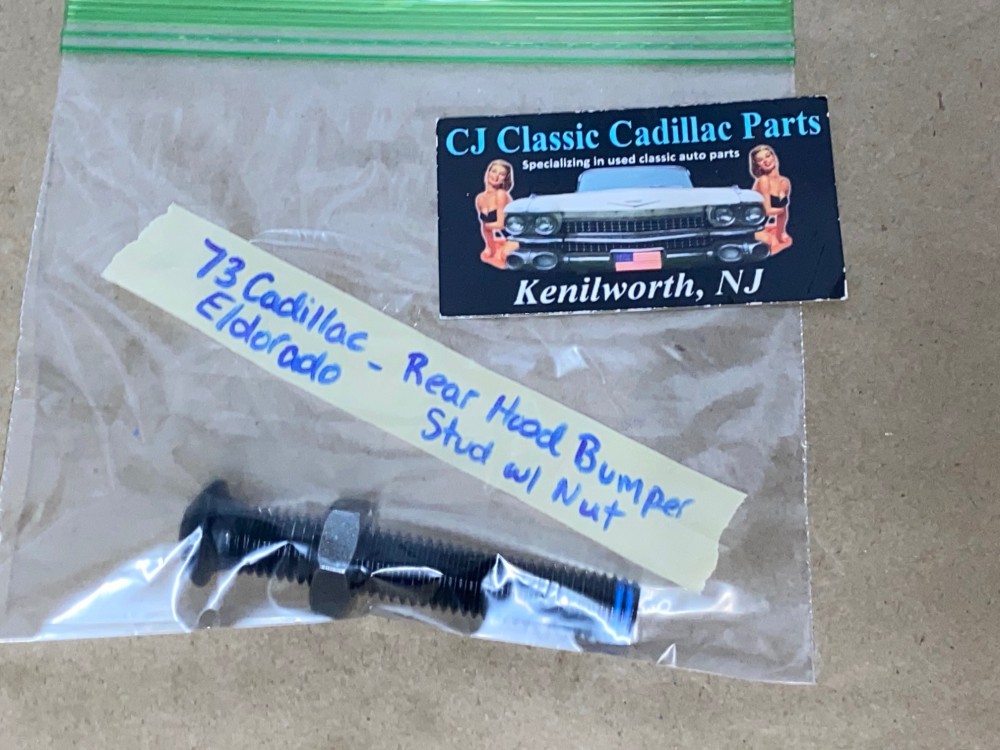 CJ Classic Cadillac Parts
Specializing in used classic auto parts
Kenilworth, NJ
73 Cadillac - Rear Hood Bumper
Eldorado Stud w/ Nut